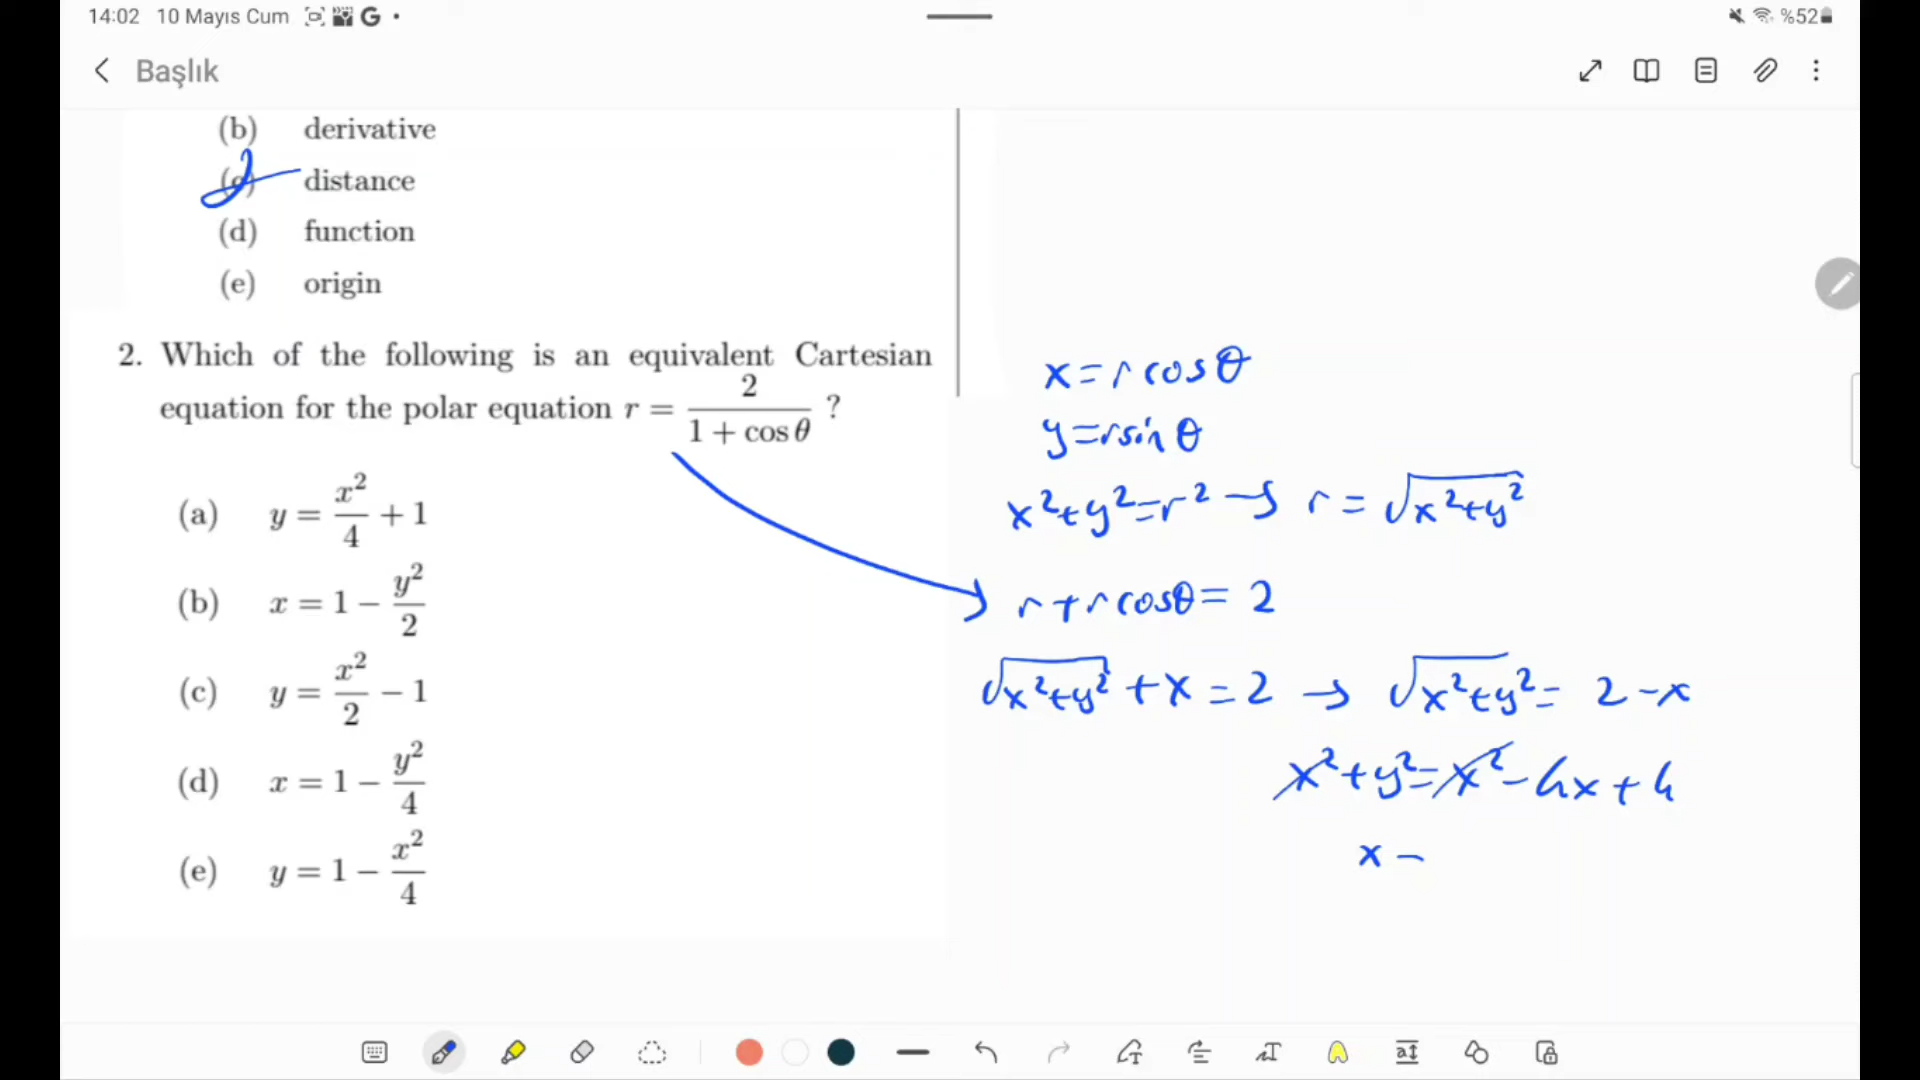 14:02 10 Mayıs Cum G • %52
Başlık
(b) derivative
(c) distance
(d) function
(e) origin
2. Which of the following is an equivalent Cartesian
equation for the polar equation r = 2/(1 + cos θ) ?
(a) y = x²/4 + 1
(b) x = 1 − y²/2
(c) y = x²/2 − 1
(d) x = 1 − y²/4
(e) y = 1 − x²/4
x = r cos θ
y = r sin θ
x² + y² = r² → r = √(x² + y²)
r + r cos θ = 2
√(x² + y²) + x = 2 → √(x² + y²) = 2 − x
x² + y² = x² − 4x + 4
x −